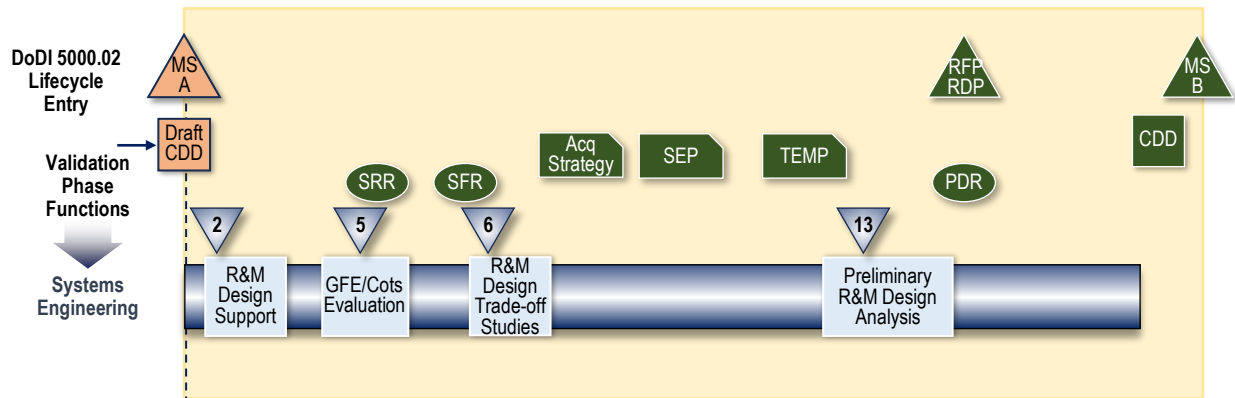 DoDI 5000.02
Lifecycle
Entry
MS
A
RFP
RDP
MS
B
Draft
CDD
Acq
Strategy
SEP
TEMP
CDD
Validation
Phase
Functions
SRR
SFR
PDR
2
5
6
13
Systems
Engineering
R&M
Design
Support
GFE/Cots
Evaluation
R&M
Design
Trade-off
Studies
Preliminary
R&M Design
Analysis